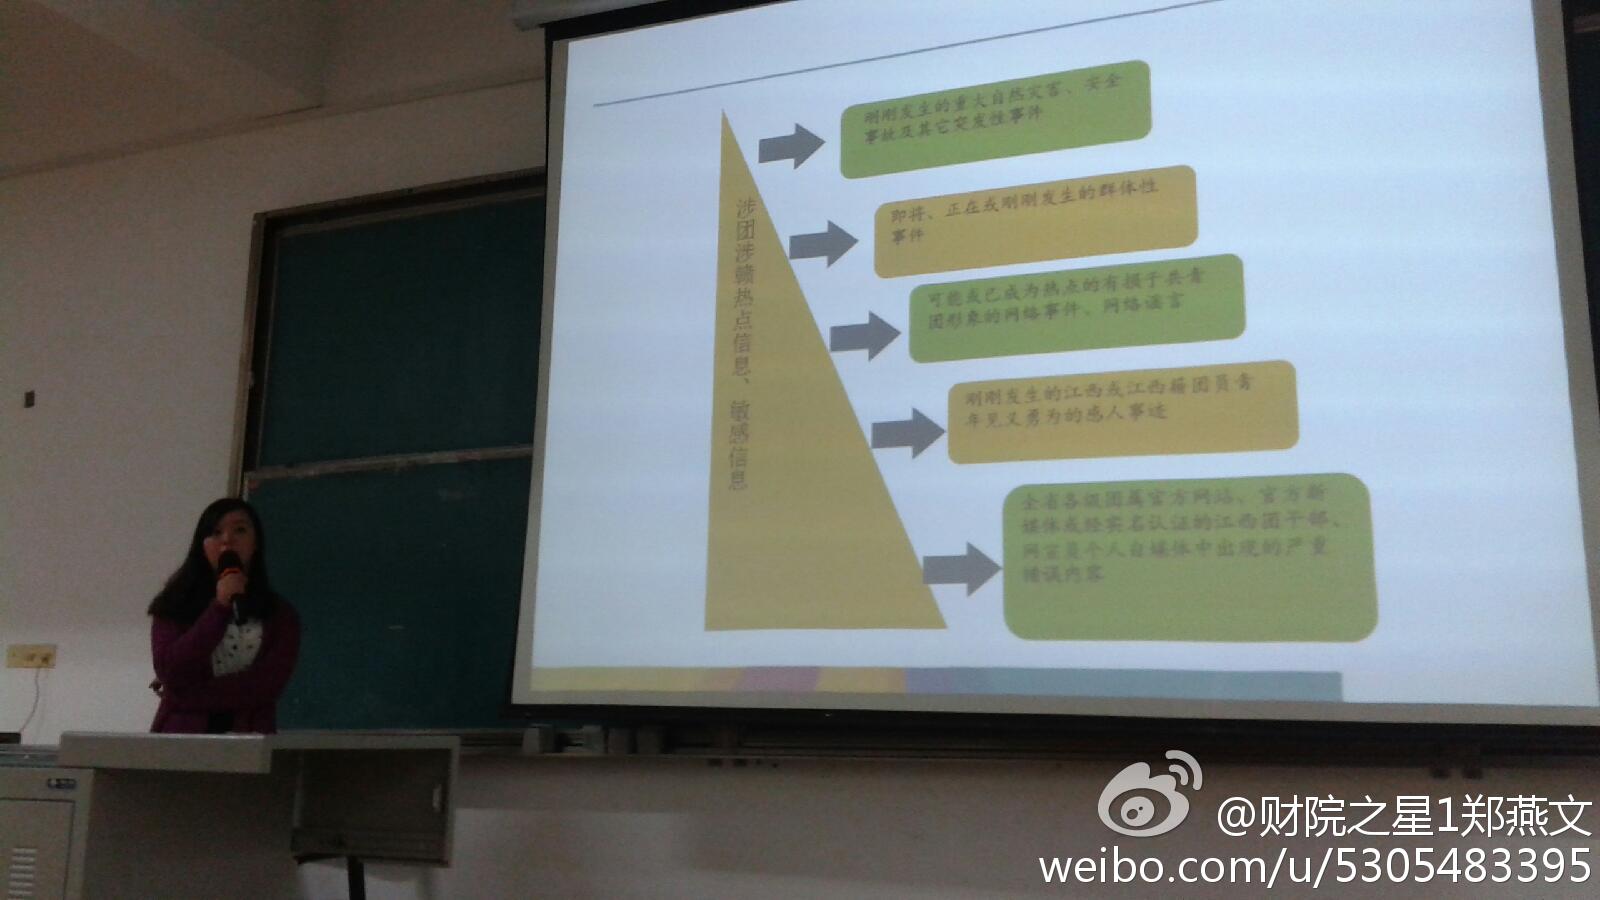 涉团涉赣热点信息、敏感信息
刚刚发生的重大自然灾害、安全
事故及其它突发性事件
即将、正在或刚刚发生的群体性
事件
可能或已成为热点的有损于共青
团形象的网络事件、网络谣言
刚刚发生的江西或江西籍团员青
年见义勇为的感人事迹
全省各级团属官方网站、官方新
媒体或经实名认证的江西团干部、
网宣员个人自媒体中出现的严重
错误内容
@财院之星1郑燕文
weibo.com/u/5305483395